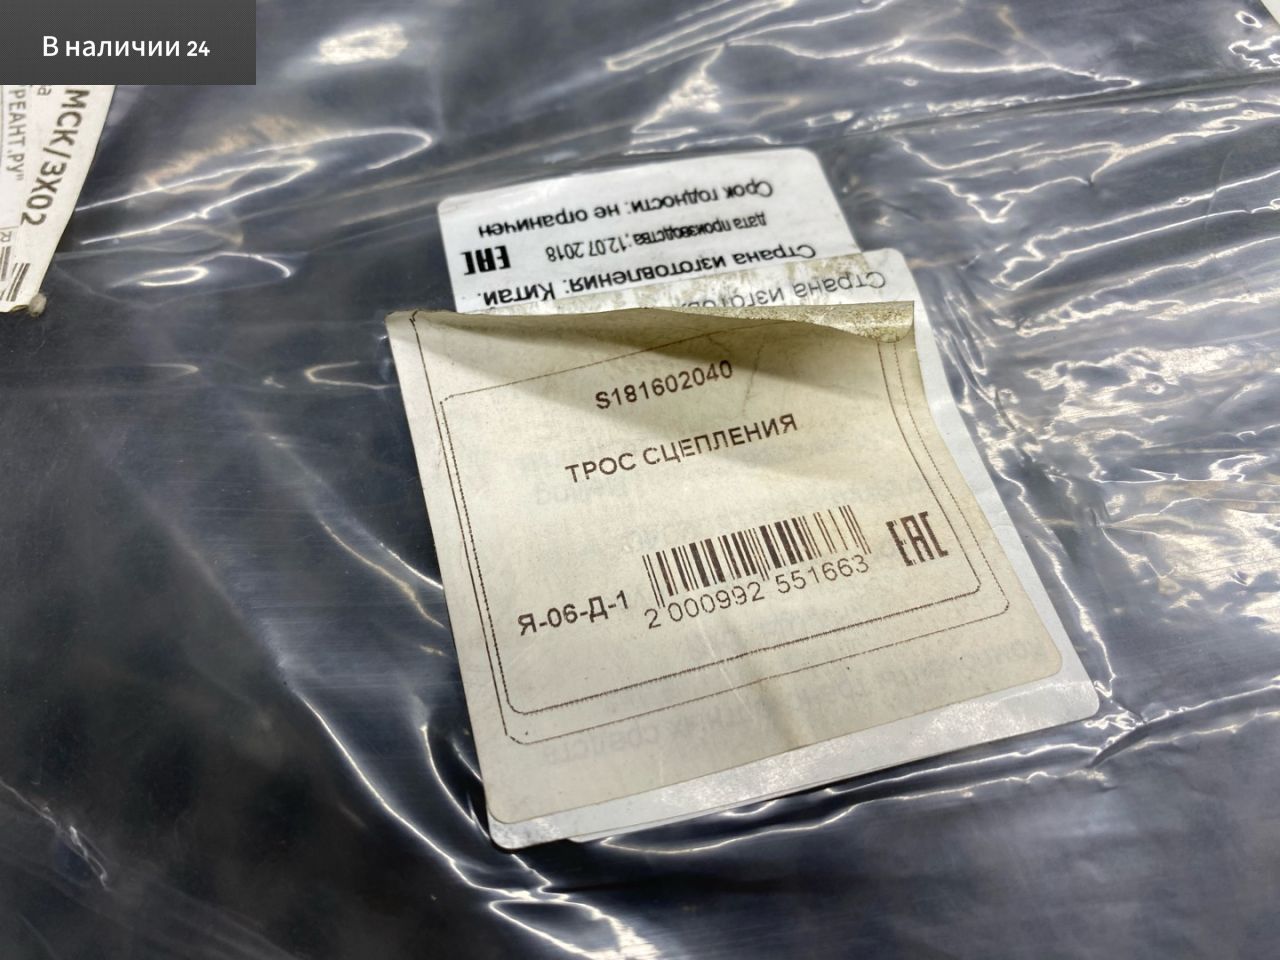 В наличии 24
МСК/ЗХ02
РЕАНТ.РУ"
Срок годности: не ограничен
дата производства: 12.07.2018
EAC
Страна изготовления: Китай.
S181602040
ТРОС СЦЕПЛЕНИЯ
Я-06-Д-1
2 000992 551663
EAC